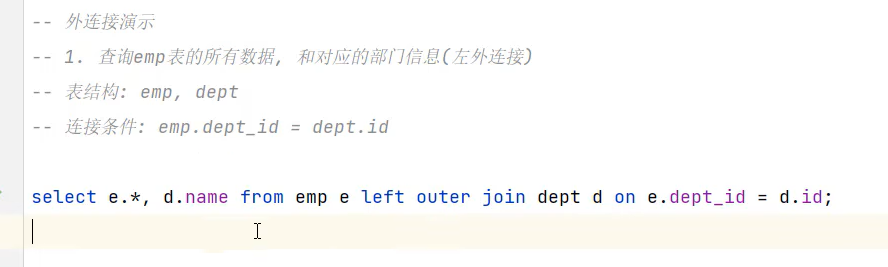 -- 外连接演示
-- 1. 查询emp表的所有数据, 和对应的部门信息(左外连接)
-- 表结构: emp, dept
-- 连接条件: emp.dept_id = dept.id
select e.*, d.name from emp e left outer join dept d on e.dept_id = d.id;